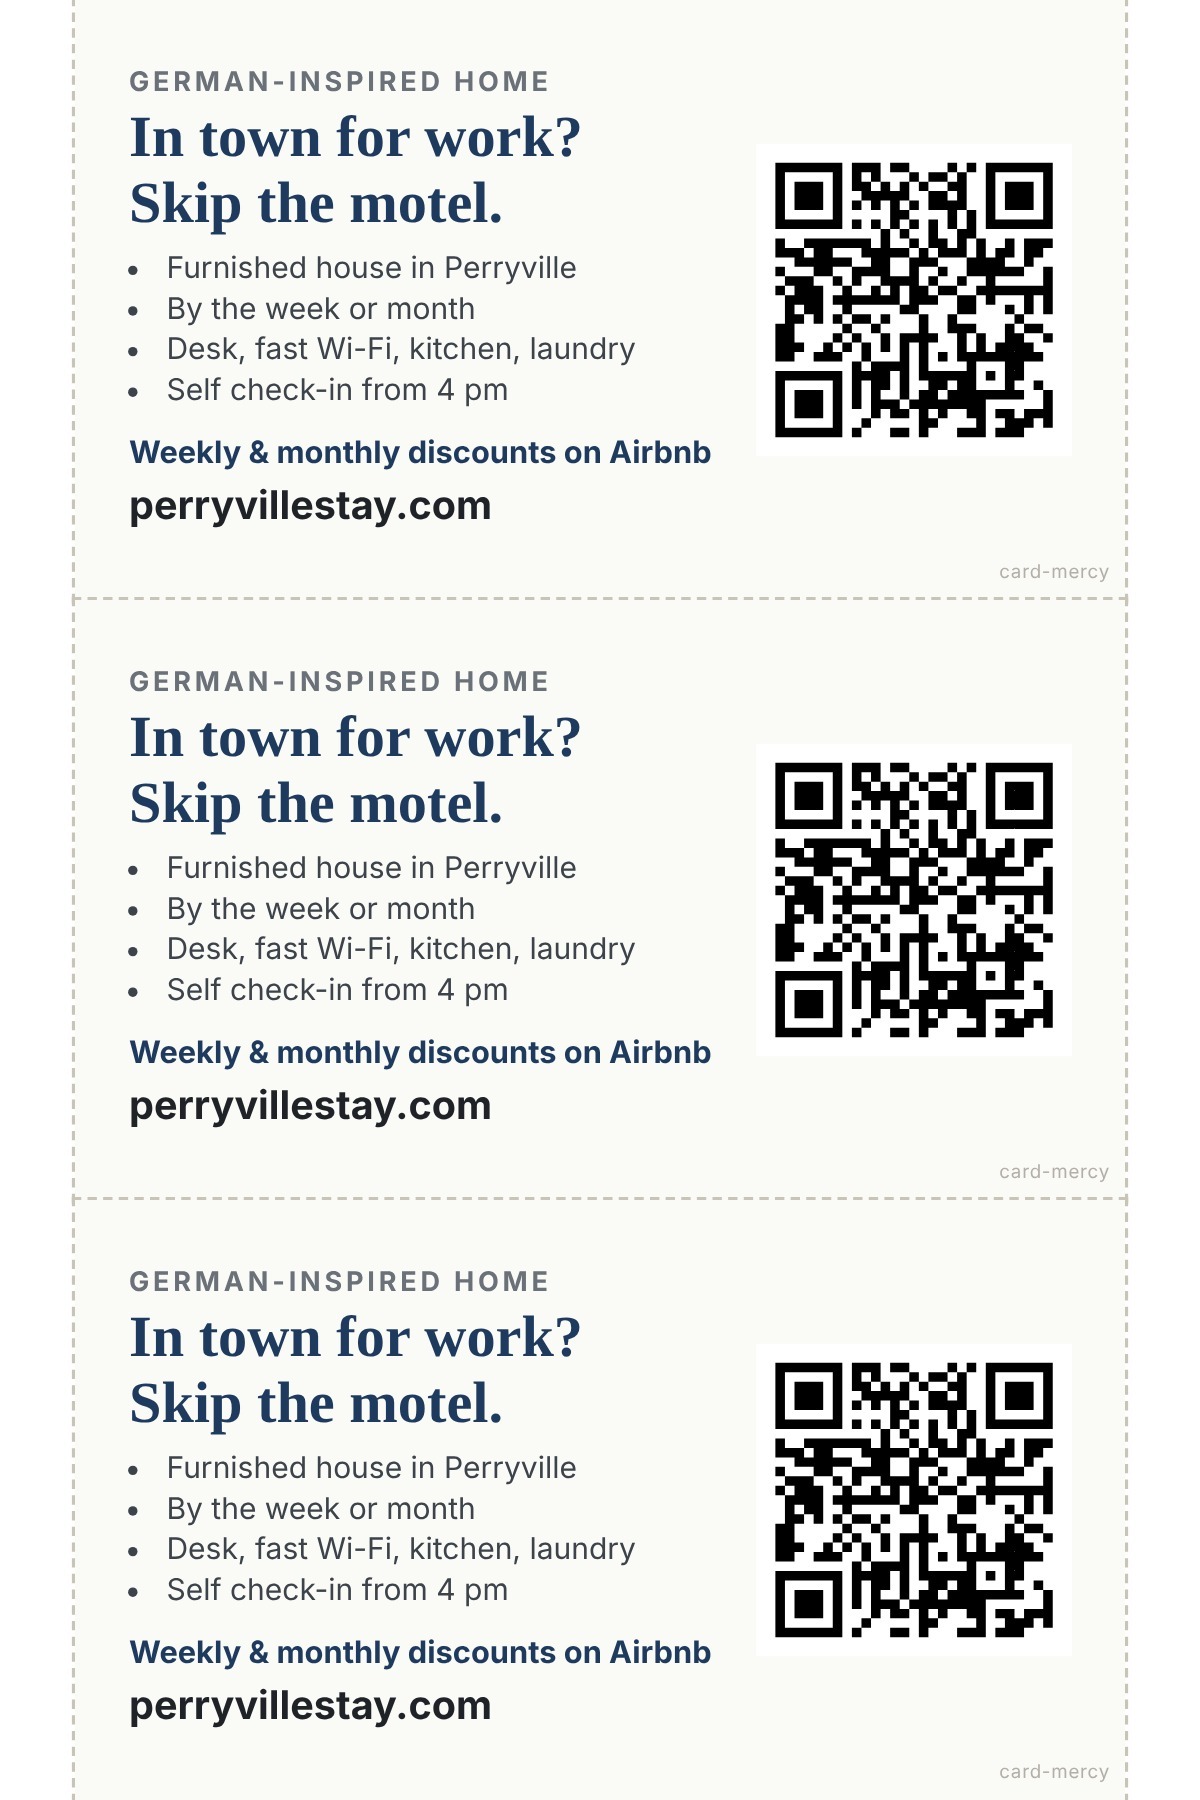 GERMAN-INSPIRED HOME
In town for work?
Skip the motel.
• Furnished house in Perryville
• By the week or month
• Desk, fast Wi-Fi, kitchen, laundry
• Self check-in from 4 pm
Weekly & monthly discounts on Airbnb
perryvillestay.com
card-mercy
GERMAN-INSPIRED HOME
In town for work?
Skip the motel.
• Furnished house in Perryville
• By the week or month
• Desk, fast Wi-Fi, kitchen, laundry
• Self check-in from 4 pm
Weekly & monthly discounts on Airbnb
perryvillestay.com
card-mercy
GERMAN-INSPIRED HOME
In town for work?
Skip the motel.
• Furnished house in Perryville
• By the week or month
• Desk, fast Wi-Fi, kitchen, laundry
• Self check-in from 4 pm
Weekly & monthly discounts on Airbnb
perryvillestay.com
card-mercy